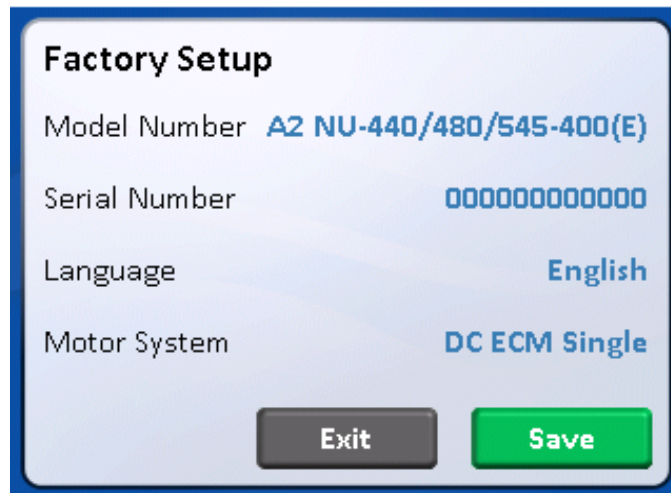 Factory Setup
Model Number A2 NU-440/480/545-400(E)
Serial Number 000000000000
Language English
Motor System DC ECM Single
Exit Save